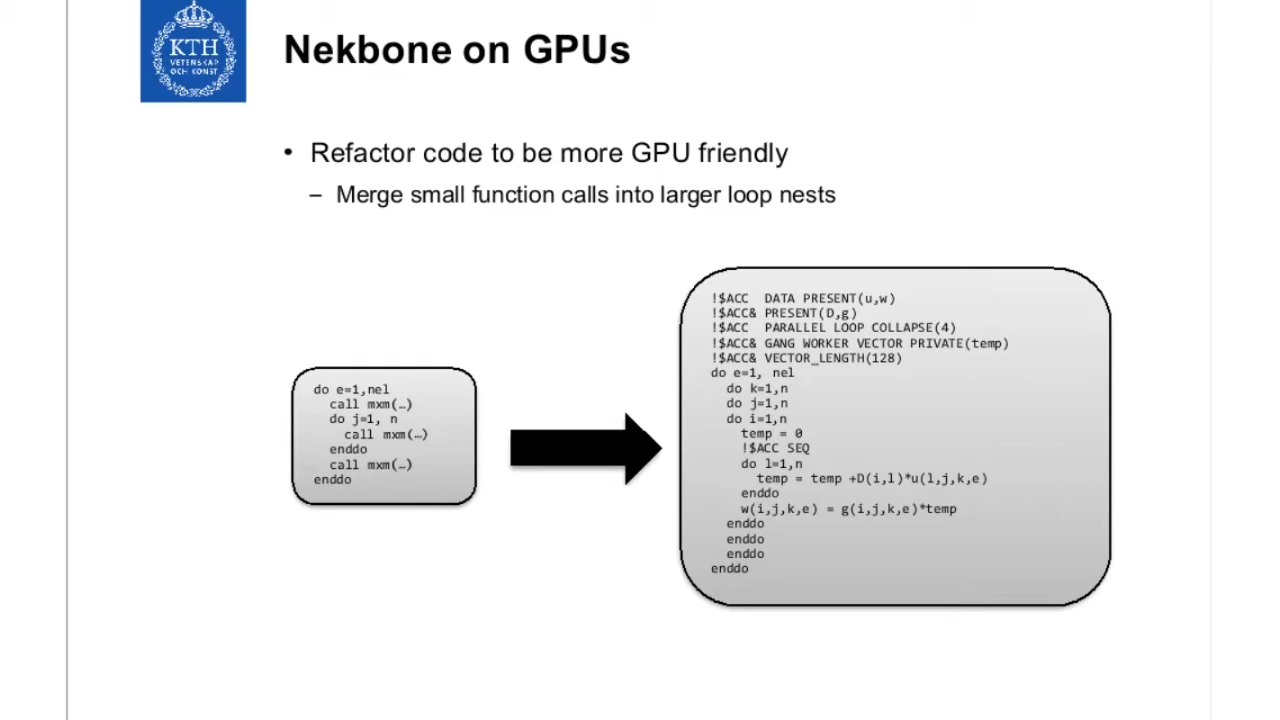 KTH
VETENSKAP
OCH KONST
Nekbone on GPUs
• Refactor code to be more GPU friendly
– Merge small function calls into larger loop nests
do e=1,nel
call mxm(…)
do j=1, n
call mxm(…)
enddo
call mxm(…)
enddo
!$ACC  DATA PRESENT(u,w)
!$ACC& PRESENT(D,g)
!$ACC  PARALLEL LOOP COLLAPSE(4)
!$ACC& GANG WORKER VECTOR PRIVATE(temp)
!$ACC& VECTOR_LENGTH(128)
do e=1, nel
do k=1,n
do j=1,n
do i=1,n
temp = 0
!$ACC SEQ
do l=1,n
temp = temp +D(i,l)*u(l,j,k,e)
enddo
w(i,j,k,e) = g(i,j,k,e)*temp
enddo
enddo
enddo
enddo